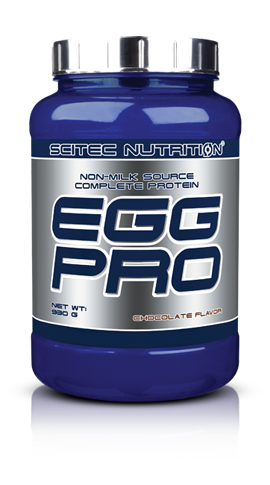 SCITEC NUTRITION
NON-MILK SOURCE
COMPLETE PROTEIN
EGG
PRO
NET WT:
930 G
CHOCOLATE FLAVOR